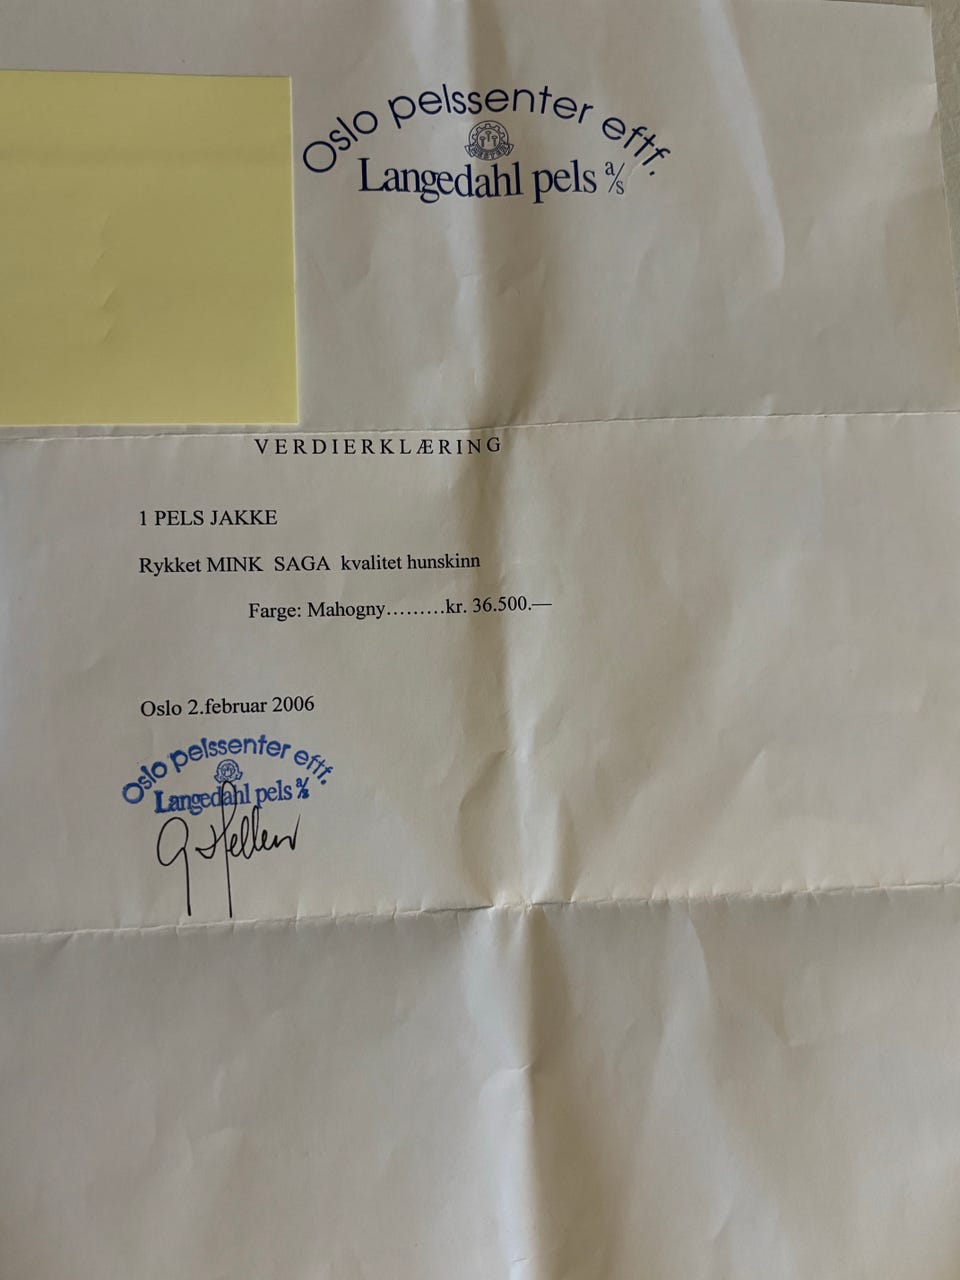 Oslo pelssenter eftf.
Langedahl pels a/s
VERDIERKLÆRING
1 PELS JAKKE
Rykket MINK SAGA kvalitet hunskinn
Farge: Mahogny.........kr. 36.500.—
Oslo 2.februar 2006
Oslo pelssenter eftf.
Langedahl pels a/s